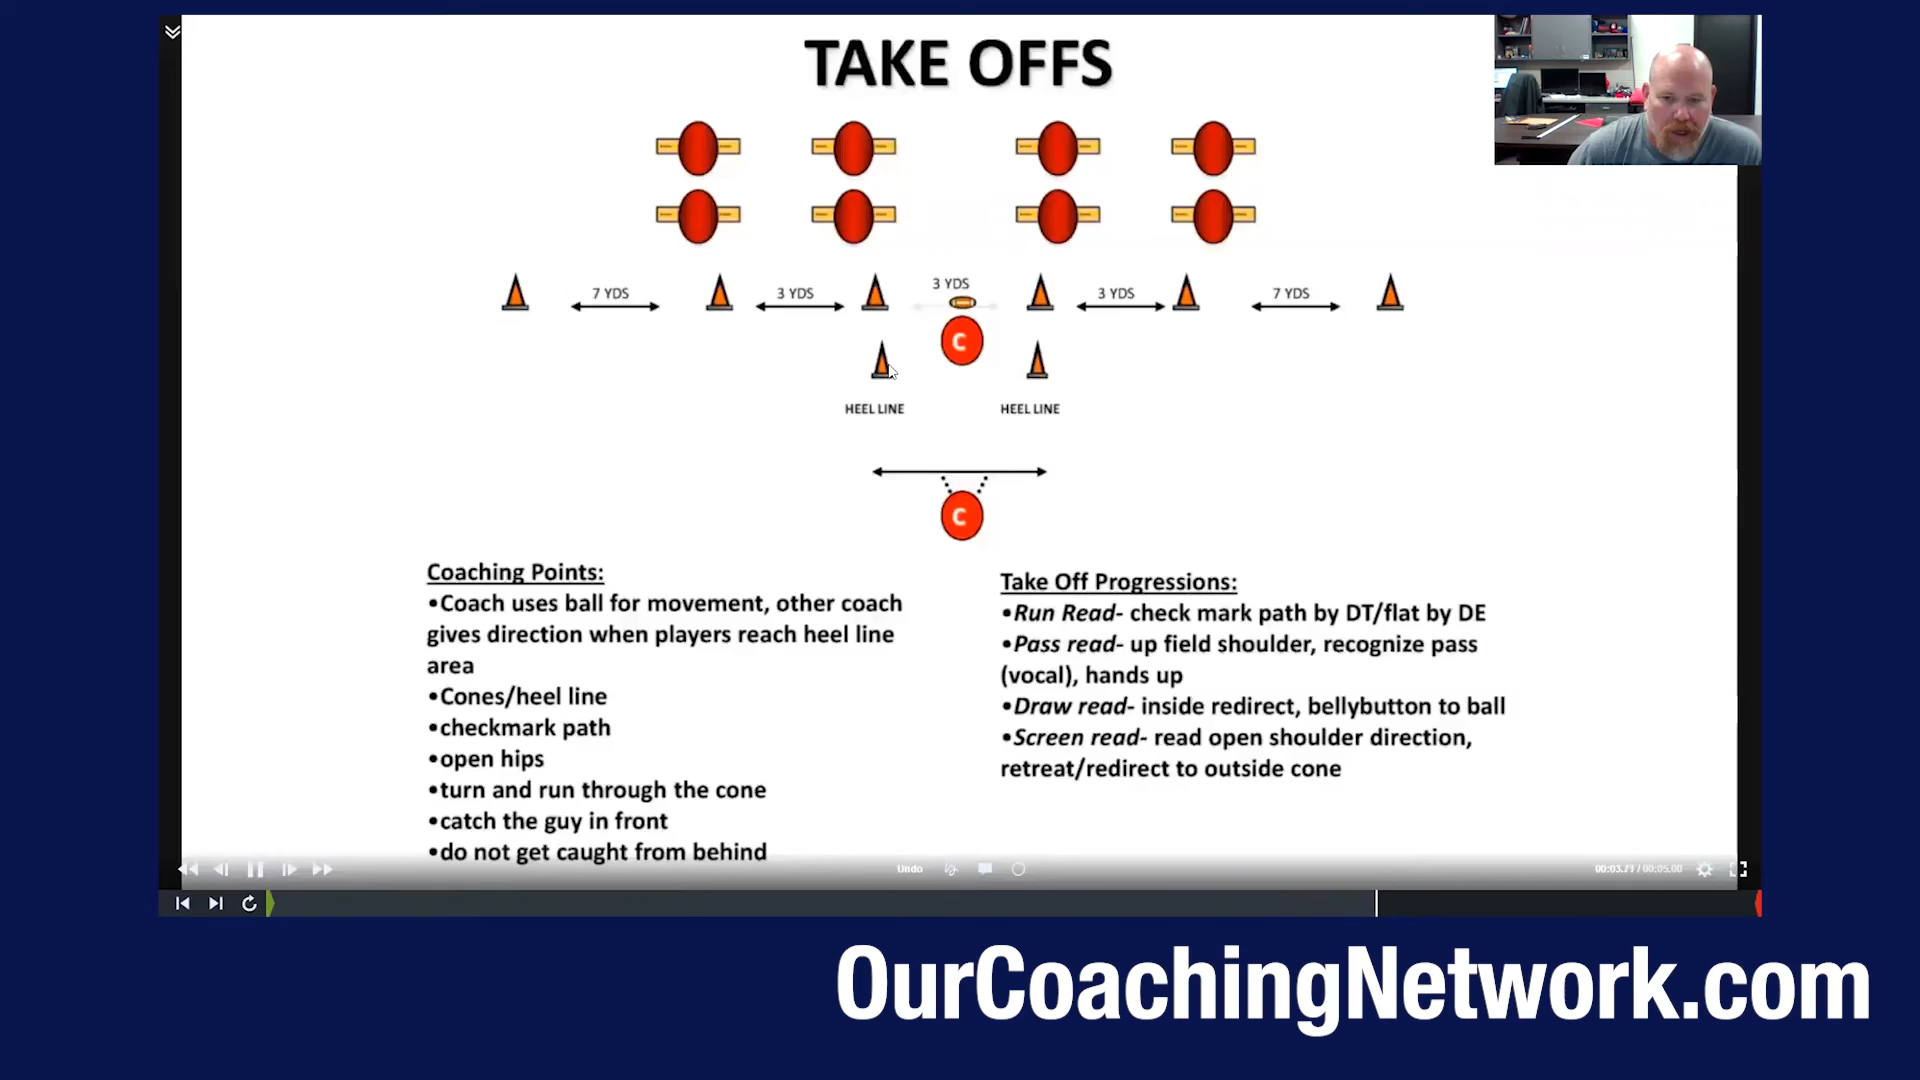 TAKE OFFS
7 YDS
3 YDS
3 YDS
3 YDS
7 YDS
C
HEEL LINE
HEEL LINE
C
Coaching Points:
•Coach uses ball for movement, other coach
gives direction when players reach heel line
area
•Cones/heel line
•checkmark path
•open hips
•turn and run through the cone
•catch the guy in front
•do not get caught from behind
Take Off Progressions:
•Run Read- check mark path by DT/flat by DE
•Pass read- up field shoulder, recognize pass
(vocal), hands up
•Draw read- inside redirect, bellybutton to ball
•Screen read- read open shoulder direction,
retreat/redirect to outside cone
Undo
/ 00:05.00
OurCoachingNetwork.com